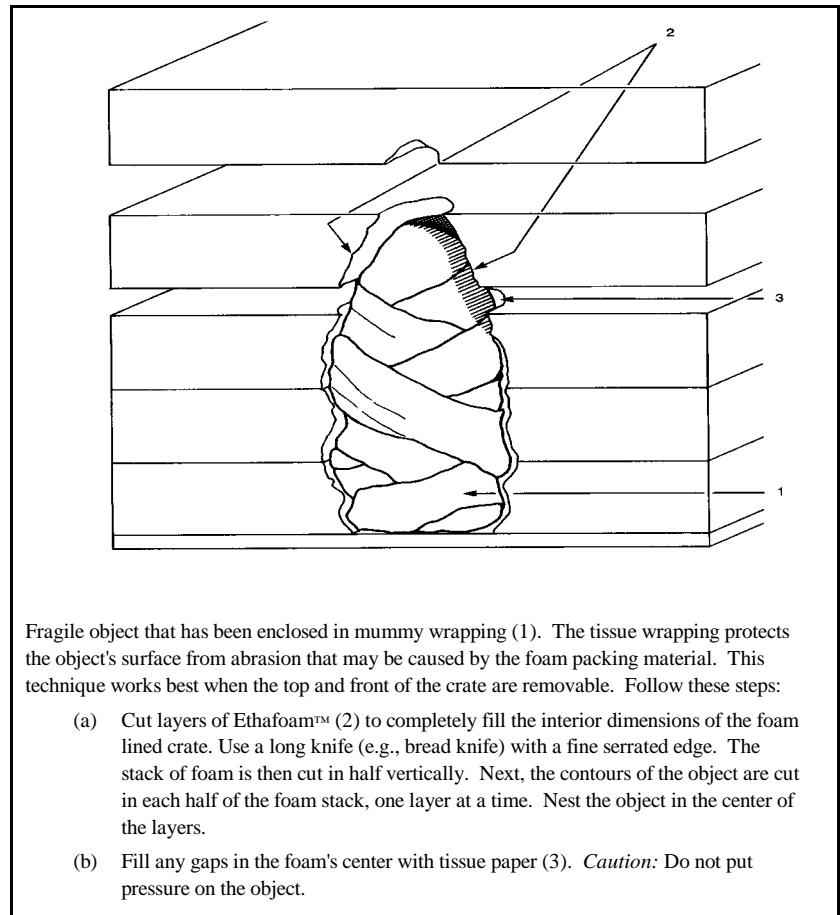 2
3
1
Fragile object that has been enclosed in mummy wrapping (1).  The tissue wrapping protects
the object's surface from abrasion that may be caused by the foam packing material.  This
technique works best when the top and front of the crate are removable.  Follow these steps:
(a) Cut layers of Ethafoam™ (2) to completely fill the interior dimensions of the foam
lined crate. Use a long knife (e.g., bread knife) with a fine serrated edge.  The
stack of foam is then cut in half vertically.  Next, the contours of the object are cut
in each half of the foam stack, one layer at a time.  Nest the object in the center of
the layers.
(b) Fill any gaps in the foam's center with tissue paper (3).  Caution: Do not put
pressure on the object.